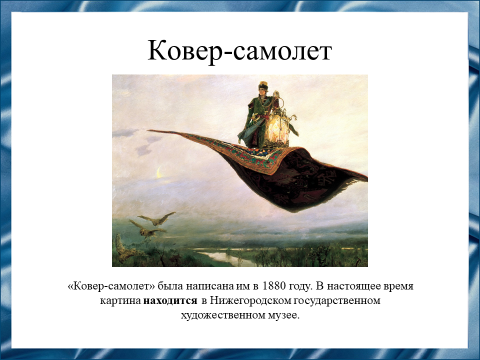 Ковер-самолет
«Ковер-самолет» была написана им в 1880 году. В настоящее время
картина находится в Нижегородском государственном
художественном музее.